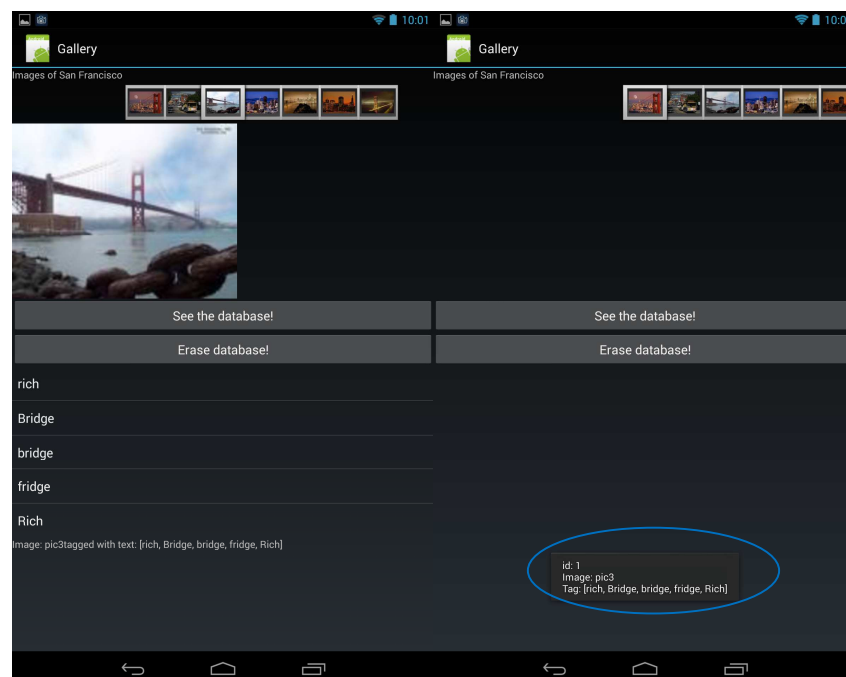 10:01
Gallery
Images of San Francisco
See the database!
Erase database!
rich
Bridge
bridge
fridge
Rich
Image: pic3tagged with text: [rich, Bridge, bridge, fridge, Rich]
10:0
Gallery
Images of San Francisco
See the database!
Erase database!
id: 1
Image: pic3
Tag: [rich, Bridge, bridge, fridge, Rich]